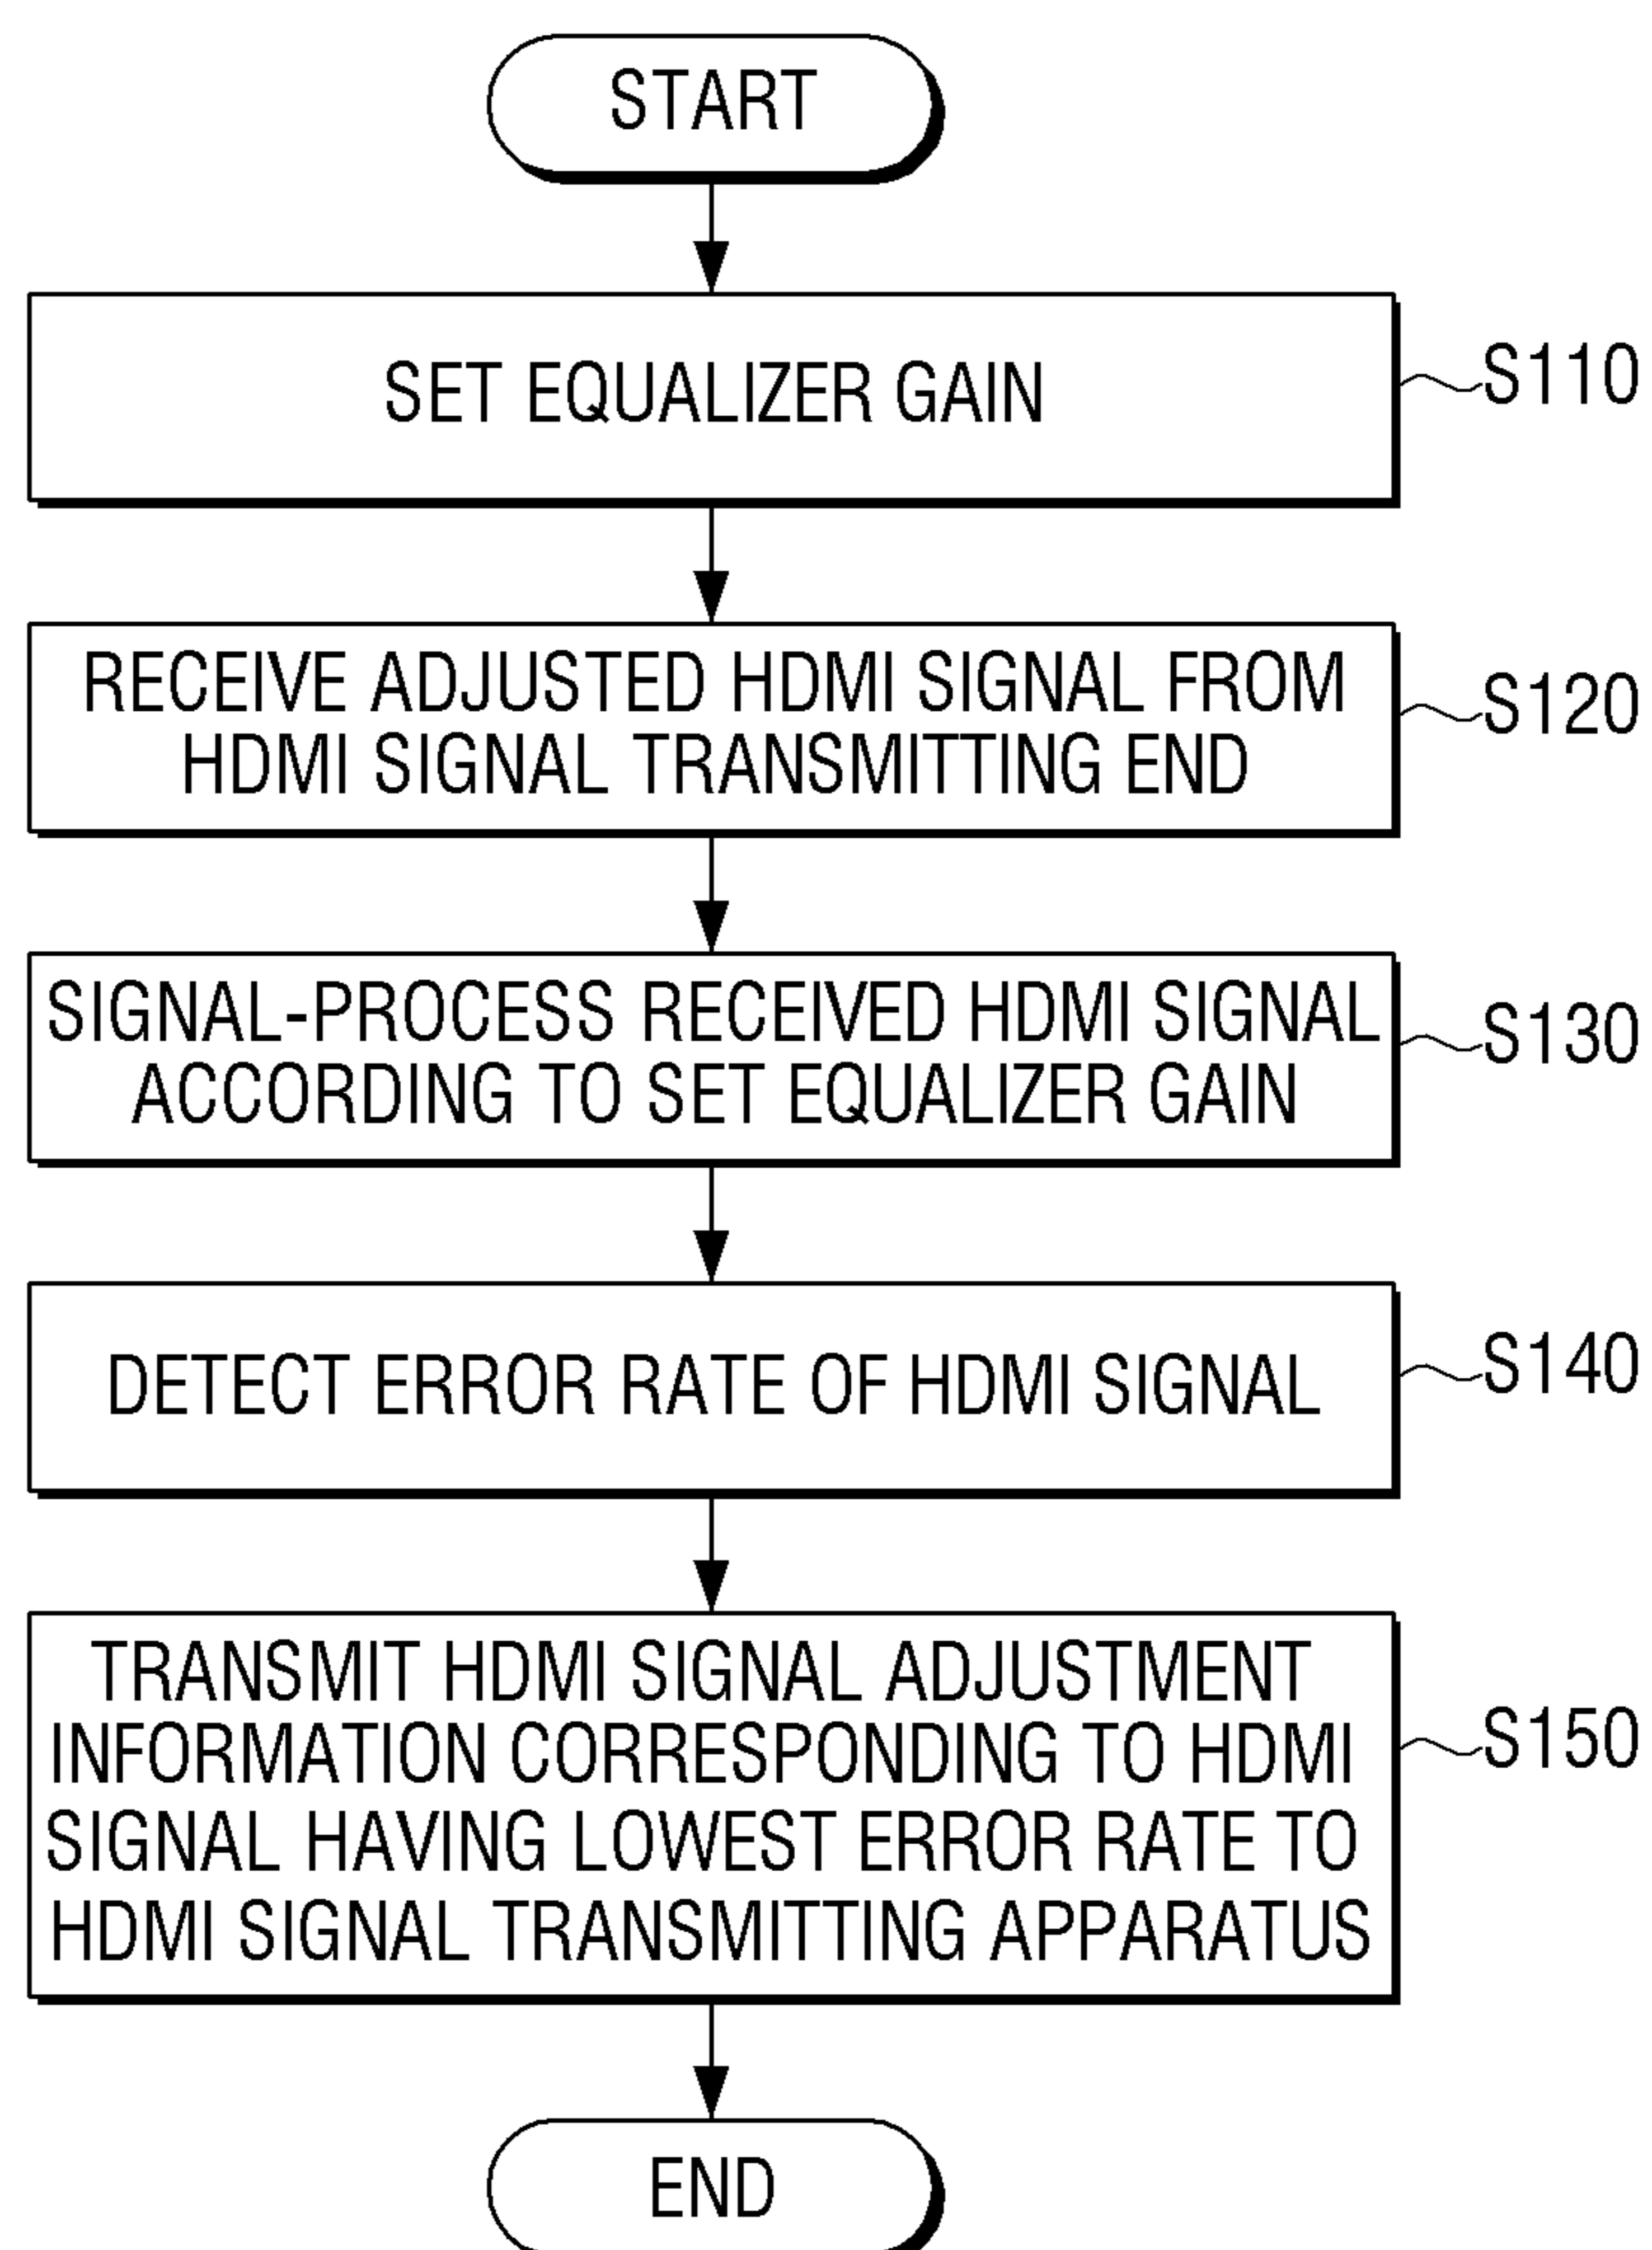 START
SET EQUALIZER GAIN
S110
RECEIVE ADJUSTED HDMI SIGNAL FROM
HDMI SIGNAL TRANSMITTING END
S120
SIGNAL-PROCESS RECEIVED HDMI SIGNAL
ACCORDING TO SET EQUALIZER GAIN
S130
DETECT ERROR RATE OF HDMI SIGNAL
S140
TRANSMIT HDMI SIGNAL ADJUSTMENT
INFORMATION CORRESPONDING TO HDMI
SIGNAL HAVING LOWEST ERROR RATE TO
HDMI SIGNAL TRANSMITTING APPARATUS
S150
END